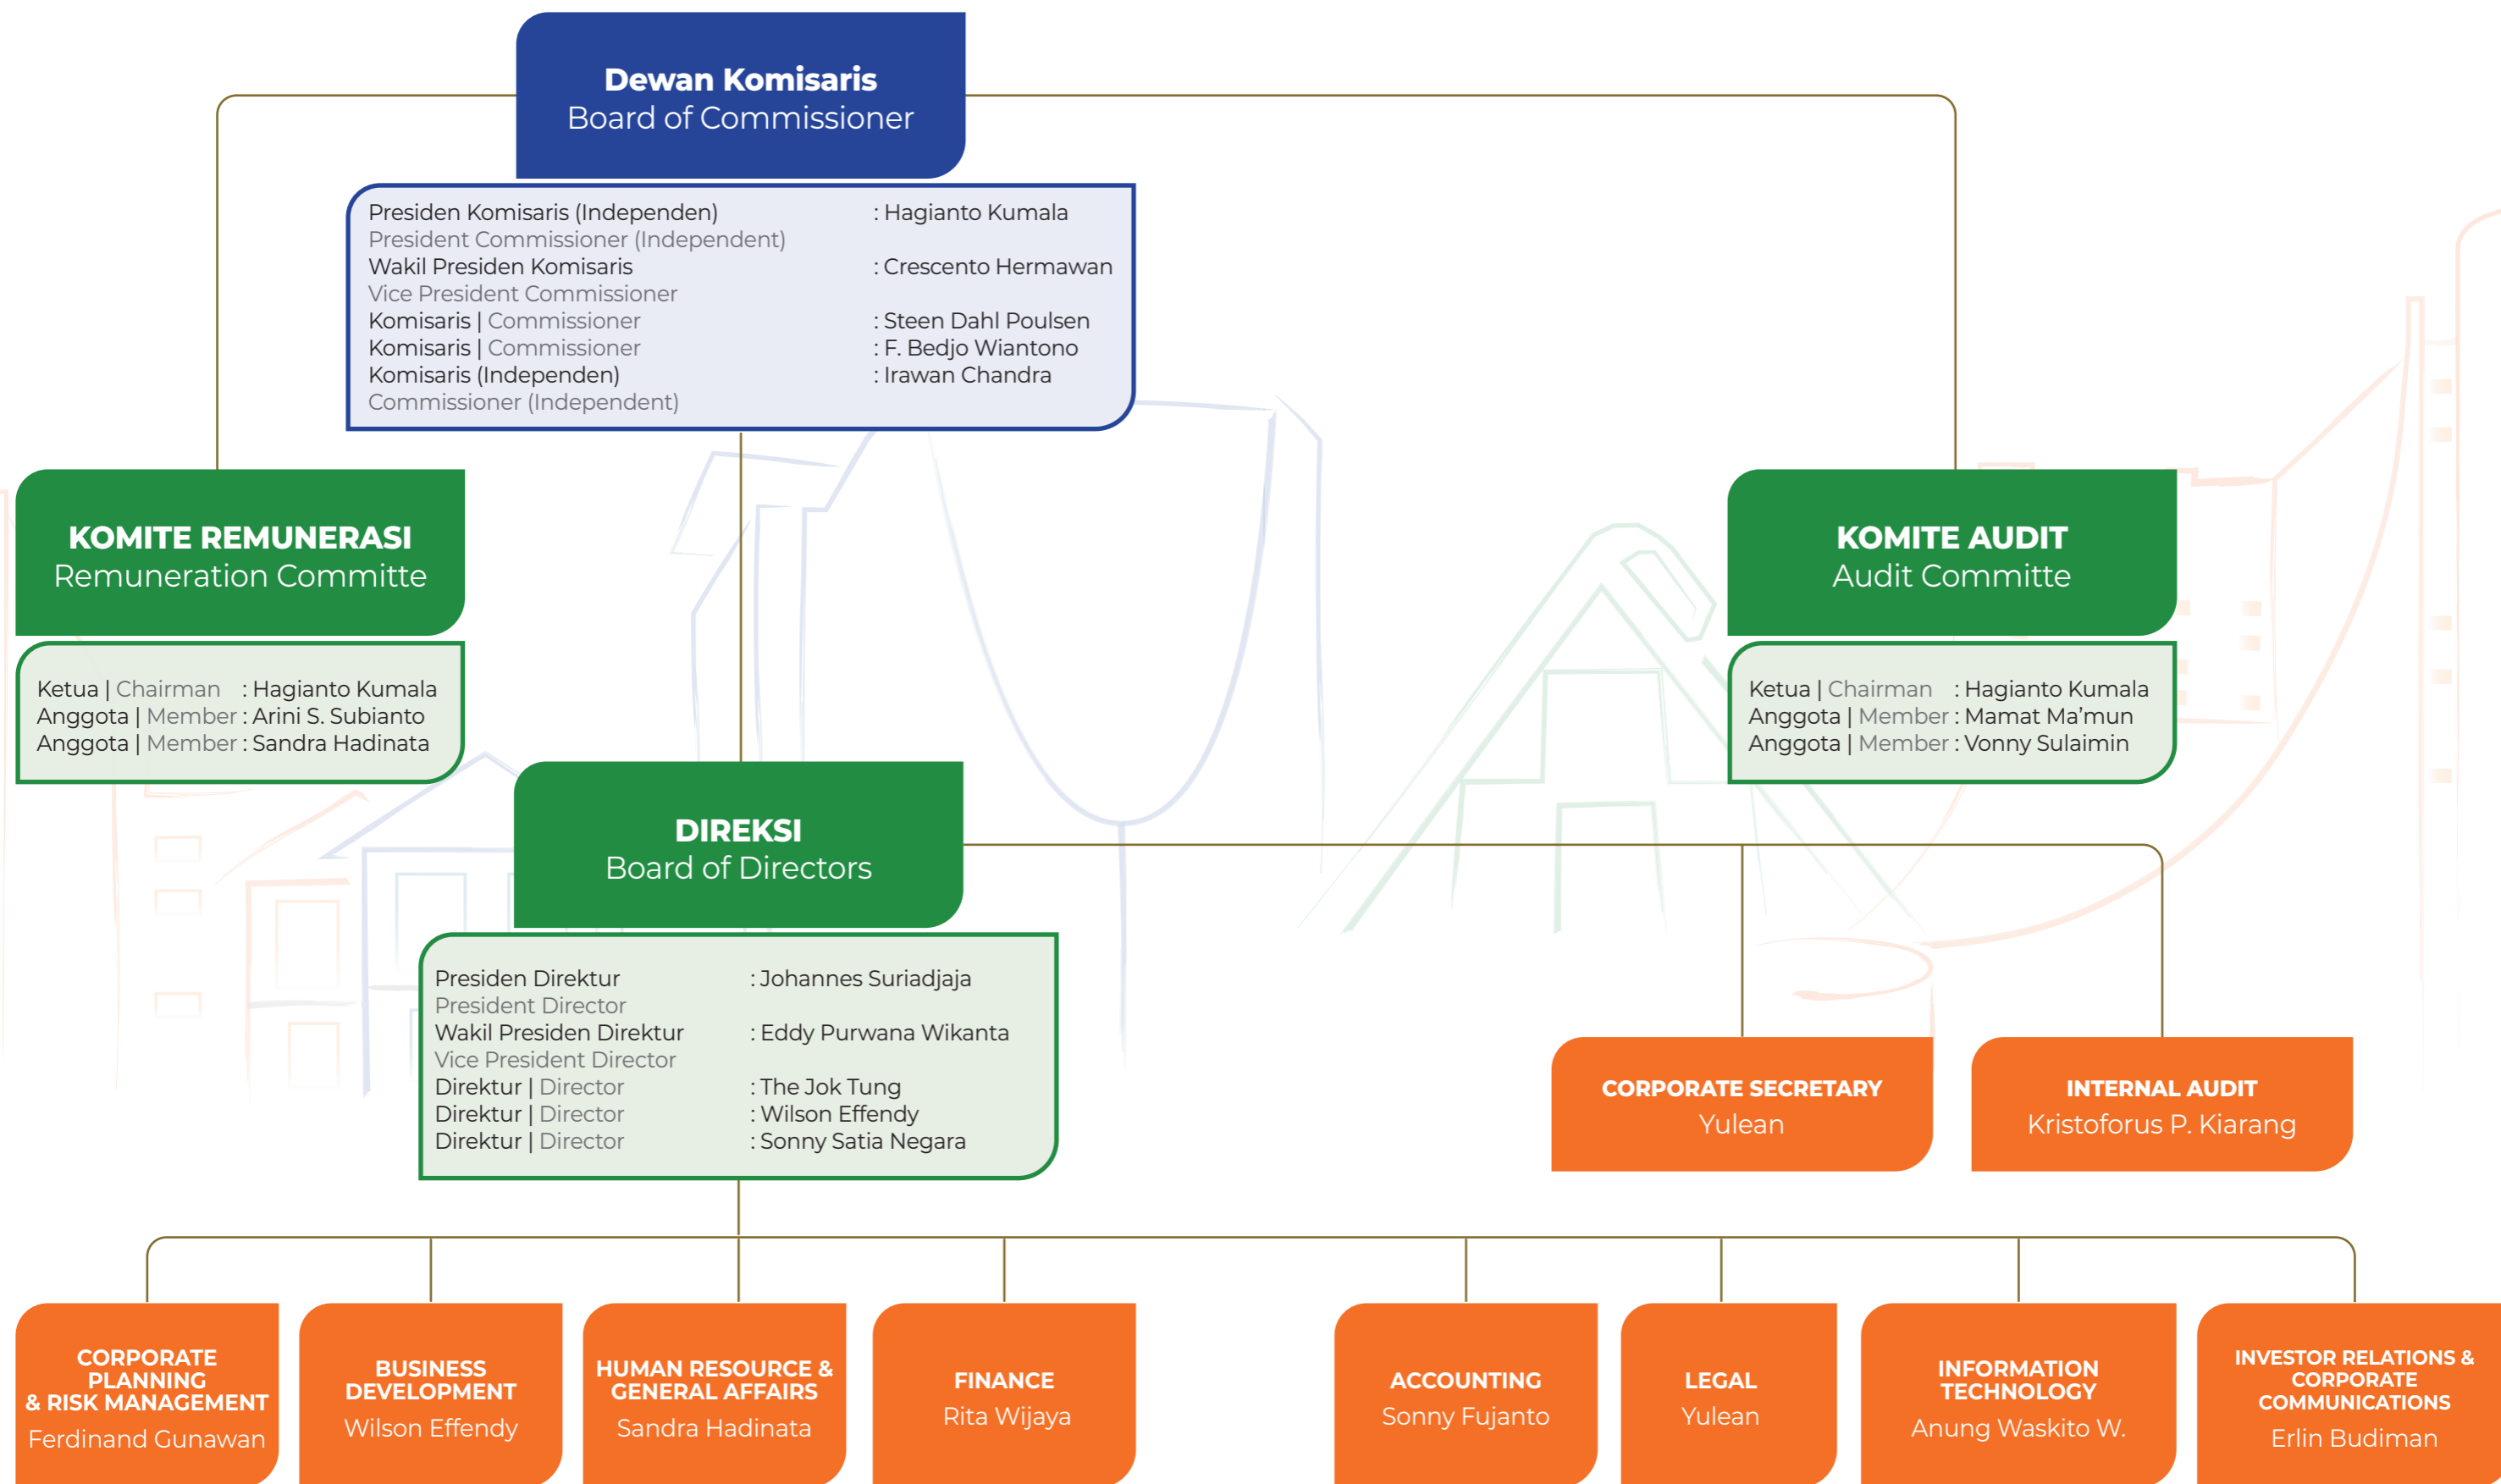 Dewan Komisaris
Board of Commissioner
Presiden Komisaris (Independen) : Hagianto Kumala
President Commissioner (Independent)
Wakil Presiden Komisaris : Crescento Hermawan
Vice President Commissioner
Komisaris | Commissioner : Steen Dahl Poulsen
Komisaris | Commissioner : F. Bedjo Wiantono
Komisaris (Independen) : Irawan Chandra
Commissioner (Independent)
KOMITE REMUNERASI
Remuneration Committe
Ketua | Chairman : Hagianto Kumala
Anggota | Member : Arini S. Subianto
Anggota | Member : Sandra Hadinata
KOMITE AUDIT
Audit Committe
Ketua | Chairman : Hagianto Kumala
Anggota | Member : Mamat Ma’mun
Anggota | Member : Vonny Sulaimin
DIREKSI
Board of Directors
Presiden Direktur : Johannes Suriadjaja
President Director
Wakil Presiden Direktur : Eddy Purwana Wikanta
Vice President Director
Direktur | Director : The Jok Tung
Direktur | Director : Wilson Effendy
Direktur | Director : Sonny Satia Negara
CORPORATE SECRETARY
Yulean
INTERNAL AUDIT
Kristoforus P. Kiarang
CORPORATE
PLANNING
& RISK MANAGEMENT
Ferdinand Gunawan
BUSINESS
DEVELOPMENT
Wilson Effendy
HUMAN RESOURCE &
GENERAL AFFAIRS
Sandra Hadinata
FINANCE
Rita Wijaya
ACCOUNTING
Sonny Fujanto
LEGAL
Yulean
INFORMATION
TECHNOLOGY
Anung Waskito W.
INVESTOR RELATIONS &
CORPORATE
COMMUNICATIONS
Erlin Budiman